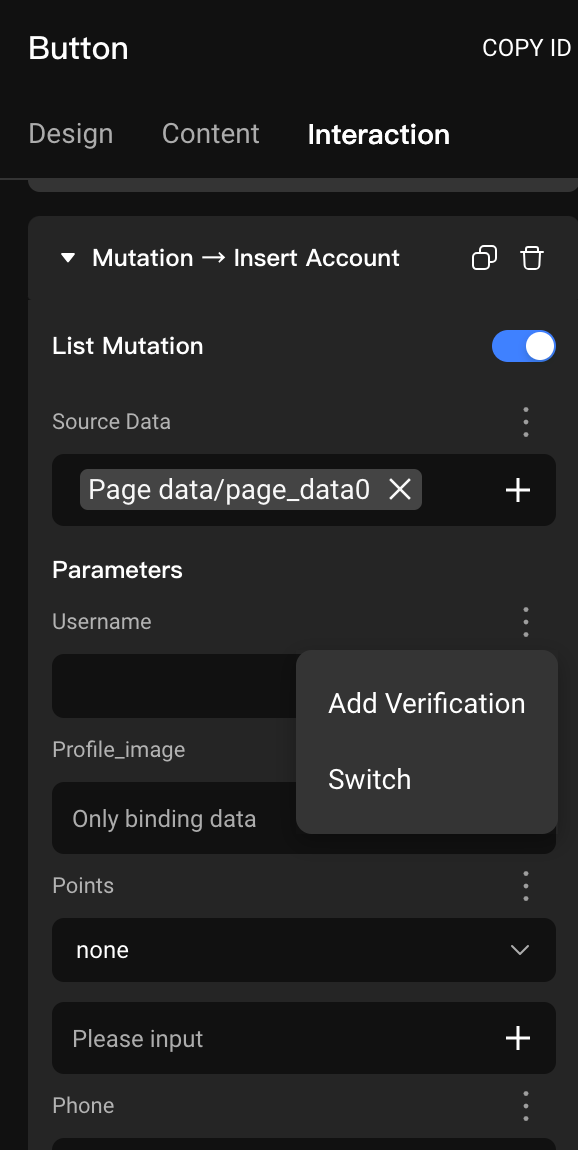 Button
COPY ID
Design Content Interaction
Mutation → Insert Account
List Mutation
Source Data
Page data/page_data0
Parameters
Username
Add Verification
Profile_image
Switch
Only binding data
Points
none
Please input
Phone